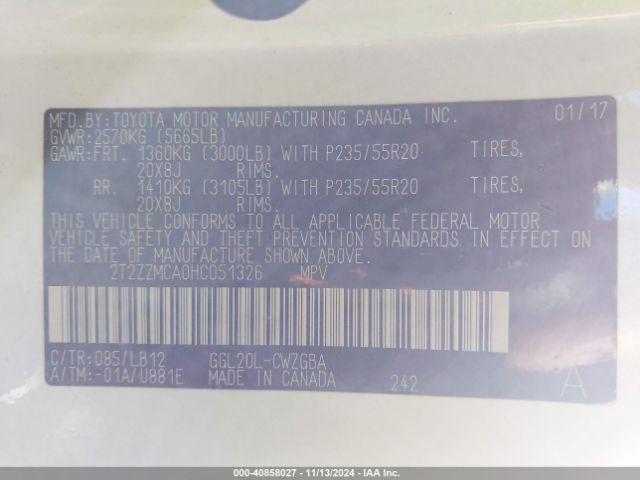 MFD.BY:TOYOTA MOTOR MANUFACTURING CANADA INC. 01/17
GVWR:2570KG (5665LB)
GAWR:FRT. 1360KG (3000LB) WITH P235/55R20 TIRES,
20X8J RIMS.
RR. 1410KG (3105LB) WITH P235/55R20 TIRES,
20X8J RIMS.
THIS VEHICLE CONFORMS TO ALL APPLICABLE FEDERAL MOTOR
VEHICLE SAFETY AND THEFT PREVENTION STANDARDS IN EFFECT ON
THE DATE OF MANUFACTURE SHOWN ABOVE.
2T2ZZMCA0HC051326 MPV
C/TR:085/LB12 GGL20L-CWZGBA
A/TM:-01A/U881E MADE IN CANADA 242 A
000-40858027 - 11/13/2024 - IAA Inc.